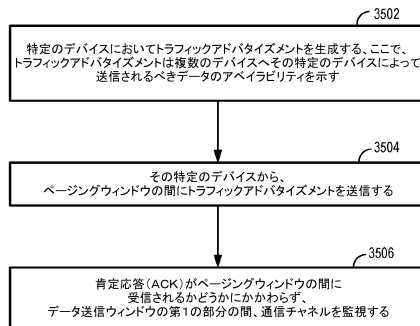 3502
特定のデバイスにおいてトラフィックアドバタイズメントを生成する、ここで、
トラフィックアドバタイズメントは複数のデバイスへその特定のデバイスによって
送信されるべきデータのアベイラビリティを示す
3504
その特定のデバイスから、
ページングウィンドウの間にトラフィックアドバタイズメントを送信する
3506
肯定応答(ACK)がページングウィンドウの間に
受信されるかどうかにかかわらず、
データ送信ウィンドウの第1の部分の間、通信チャネルを監視する